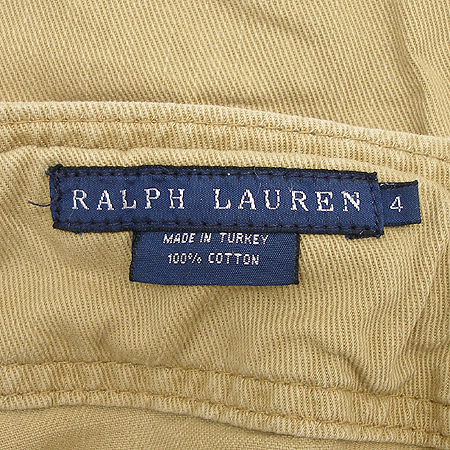 RALPH LAUREN 4
MADE IN TURKEY
100% COTTON